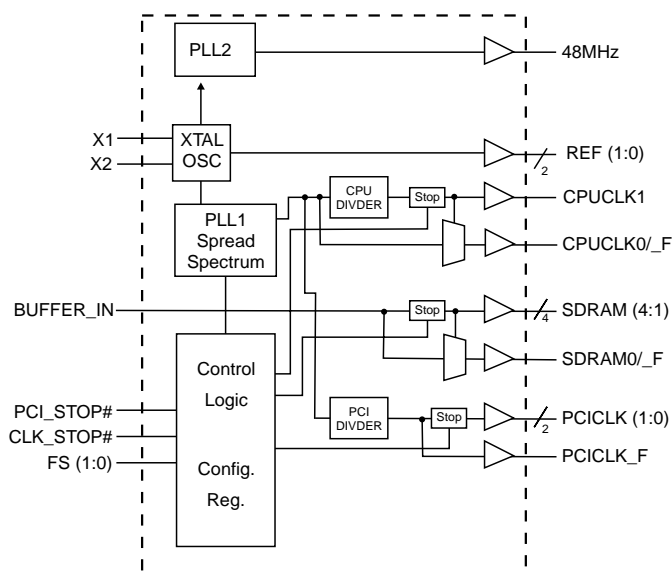 PLL2
48MHz
X1
X2
XTAL
OSC
REF (1:0)
2
CPU
DIVDER
Stop
CPUCLK1
PLL1
Spread
Spectrum
CPUCLK0/_F
BUFFER_IN
Stop
SDRAM (4:1)
4
SDRAM0/_F
Control
Logic
Config.
Reg.
PCI_STOP#
CLK_STOP#
FS (1:0)
PCI
DIVDER
Stop
PCICLK (1:0)
2
PCICLK_F